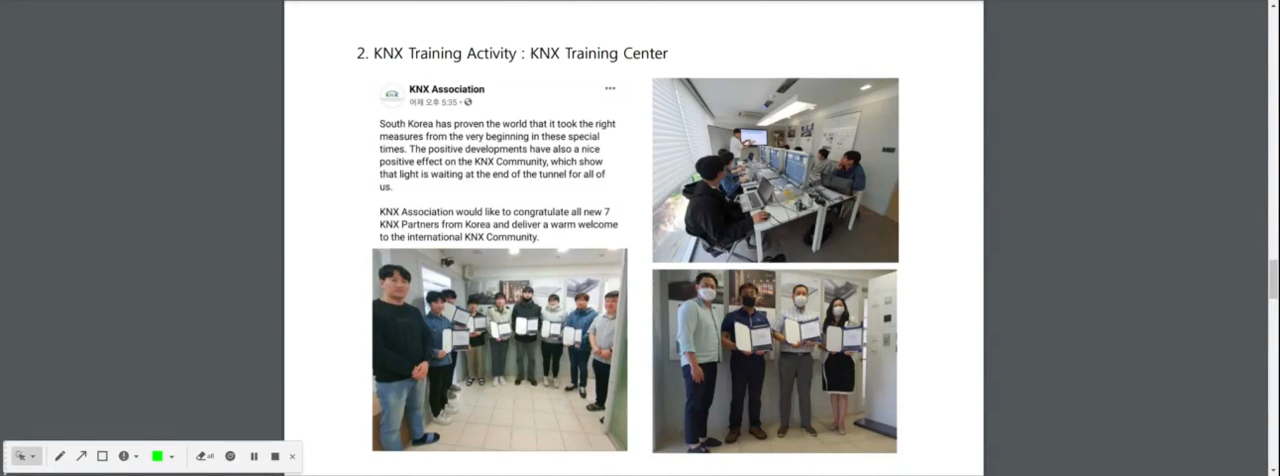 2. KNX Training Activity : KNX Training Center
KNX
KNX Association
어제 오후 5:35 ·
South Korea has proven the world that it took the right
measures from the very beginning in these special
times. The positive developments have also a nice
positive effect on the KNX Community, which show
that light is waiting at the end of the tunnel for all of
us.
KNX Association would like to congratulate all new 7
KNX Partners from Korea and deliver a warm welcome
to the international KNX Community.
all